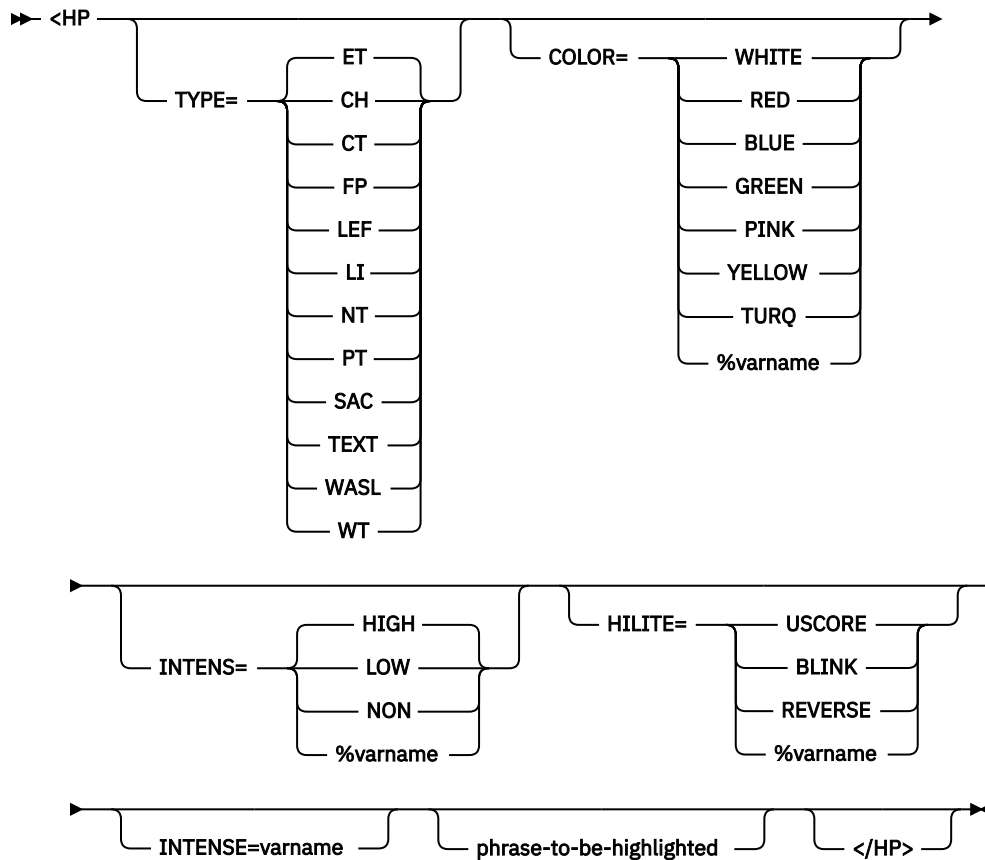 <HP
TYPE=
ET
CH
CT
FP
LEF
LI
NT
PT
SAC
TEXT
WASL
WT
COLOR=
WHITE
RED
BLUE
GREEN
PINK
YELLOW
TURQ
%varname
INTENS=
HIGH
LOW
NON
%varname
HILITE=
USCORE
BLINK
REVERSE
%varname
INTENSE=varname
phrase-to-be-highlighted
</HP>